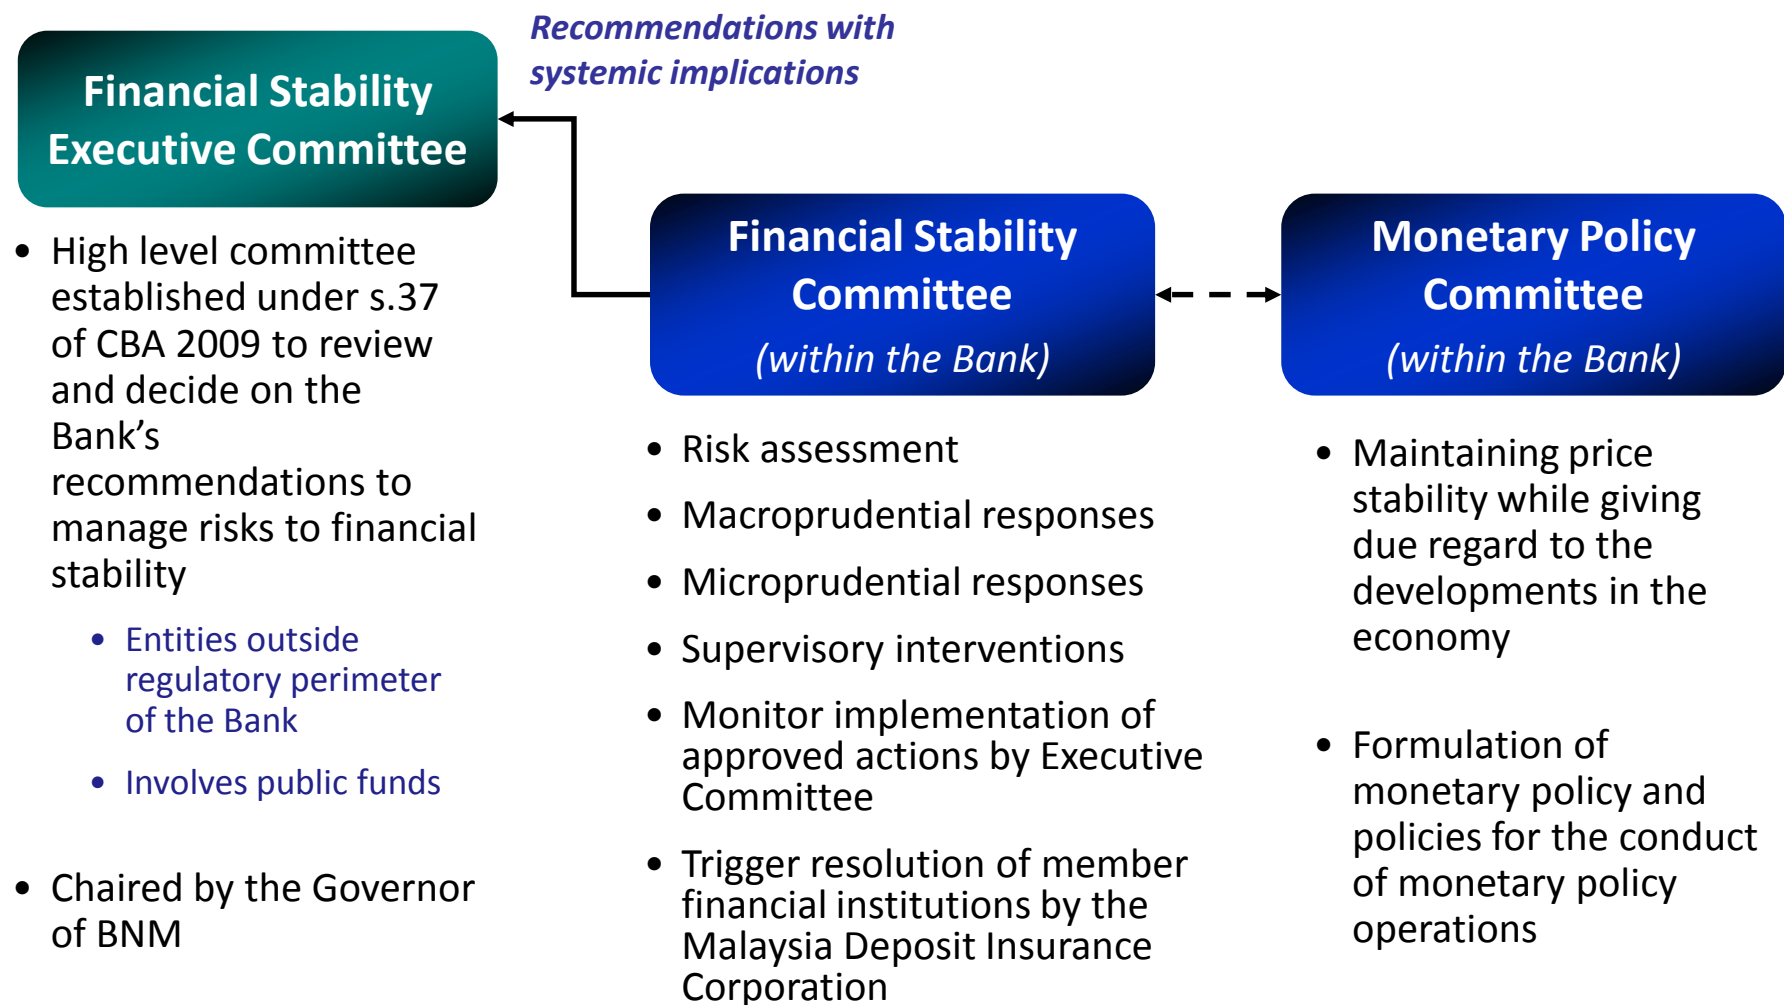 Recommendations with
systemic implications
Financial Stability
Executive Committee
• High level committee
established under s.37
of CBA 2009 to review
and decide on the
Bank’s
recommendations to
manage risks to financial
stability
• Entities outside
regulatory perimeter
of the Bank
• Involves public funds
• Chaired by the Governor
of BNM
Financial Stability
Committee
(within the Bank)
• Risk assessment
• Macroprudential responses
• Microprudential responses
• Supervisory interventions
• Monitor implementation of
approved actions by Executive
Committee
• Trigger resolution of member
financial institutions by the
Malaysia Deposit Insurance
Corporation
Monetary Policy
Committee
(within the Bank)
• Maintaining price
stability while giving
due regard to the
developments in the
economy
• Formulation of
monetary policy and
policies for the conduct
of monetary policy
operations